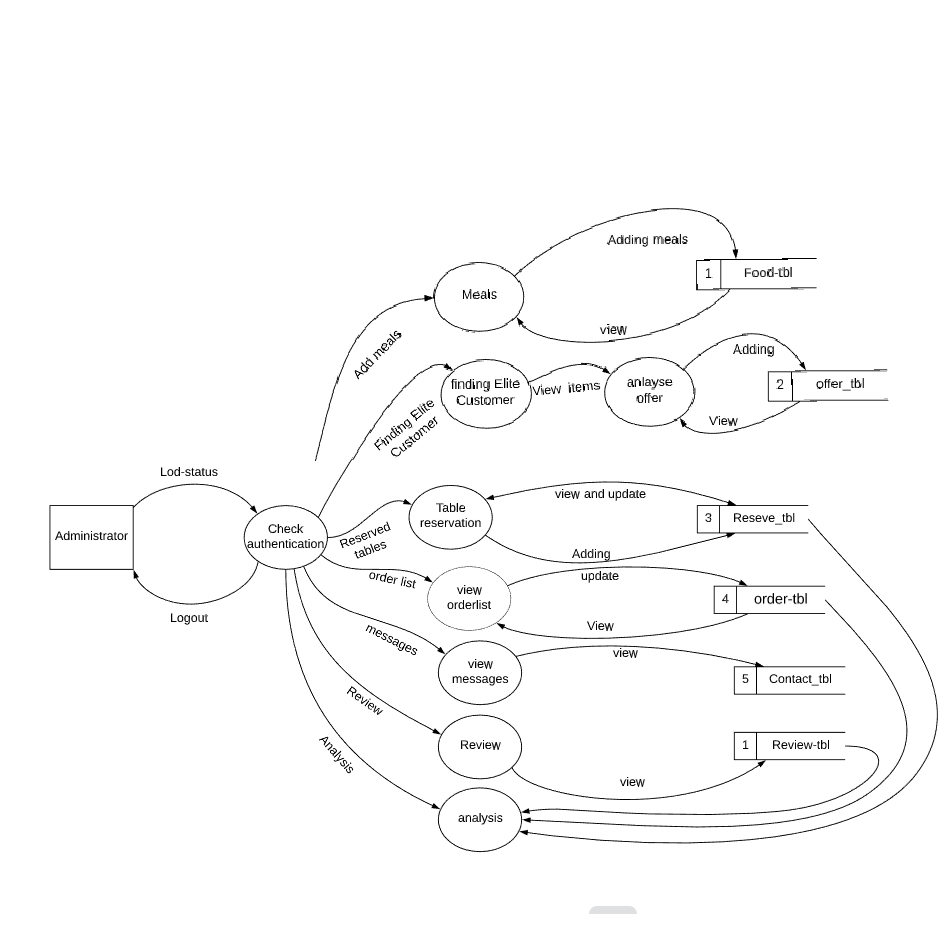 Adding meals
1
Food-tbl
Meals
view
Add meals
Adding
finding Elite
Customer
View items
anlayse
offer
2
offer_tbl
View
Finding Elite
Customer
Lod-status
Administrator
Check
authentication
Logout
Reserved
tables
Table
reservation
view and update
3
Reseve_tbl
Adding
order list
view
orderlist
update
4
order-tbl
View
messages
view
messages
view
5
Contact_tbl
Review
Review
1
Review-tbl
view
Analysis
analysis